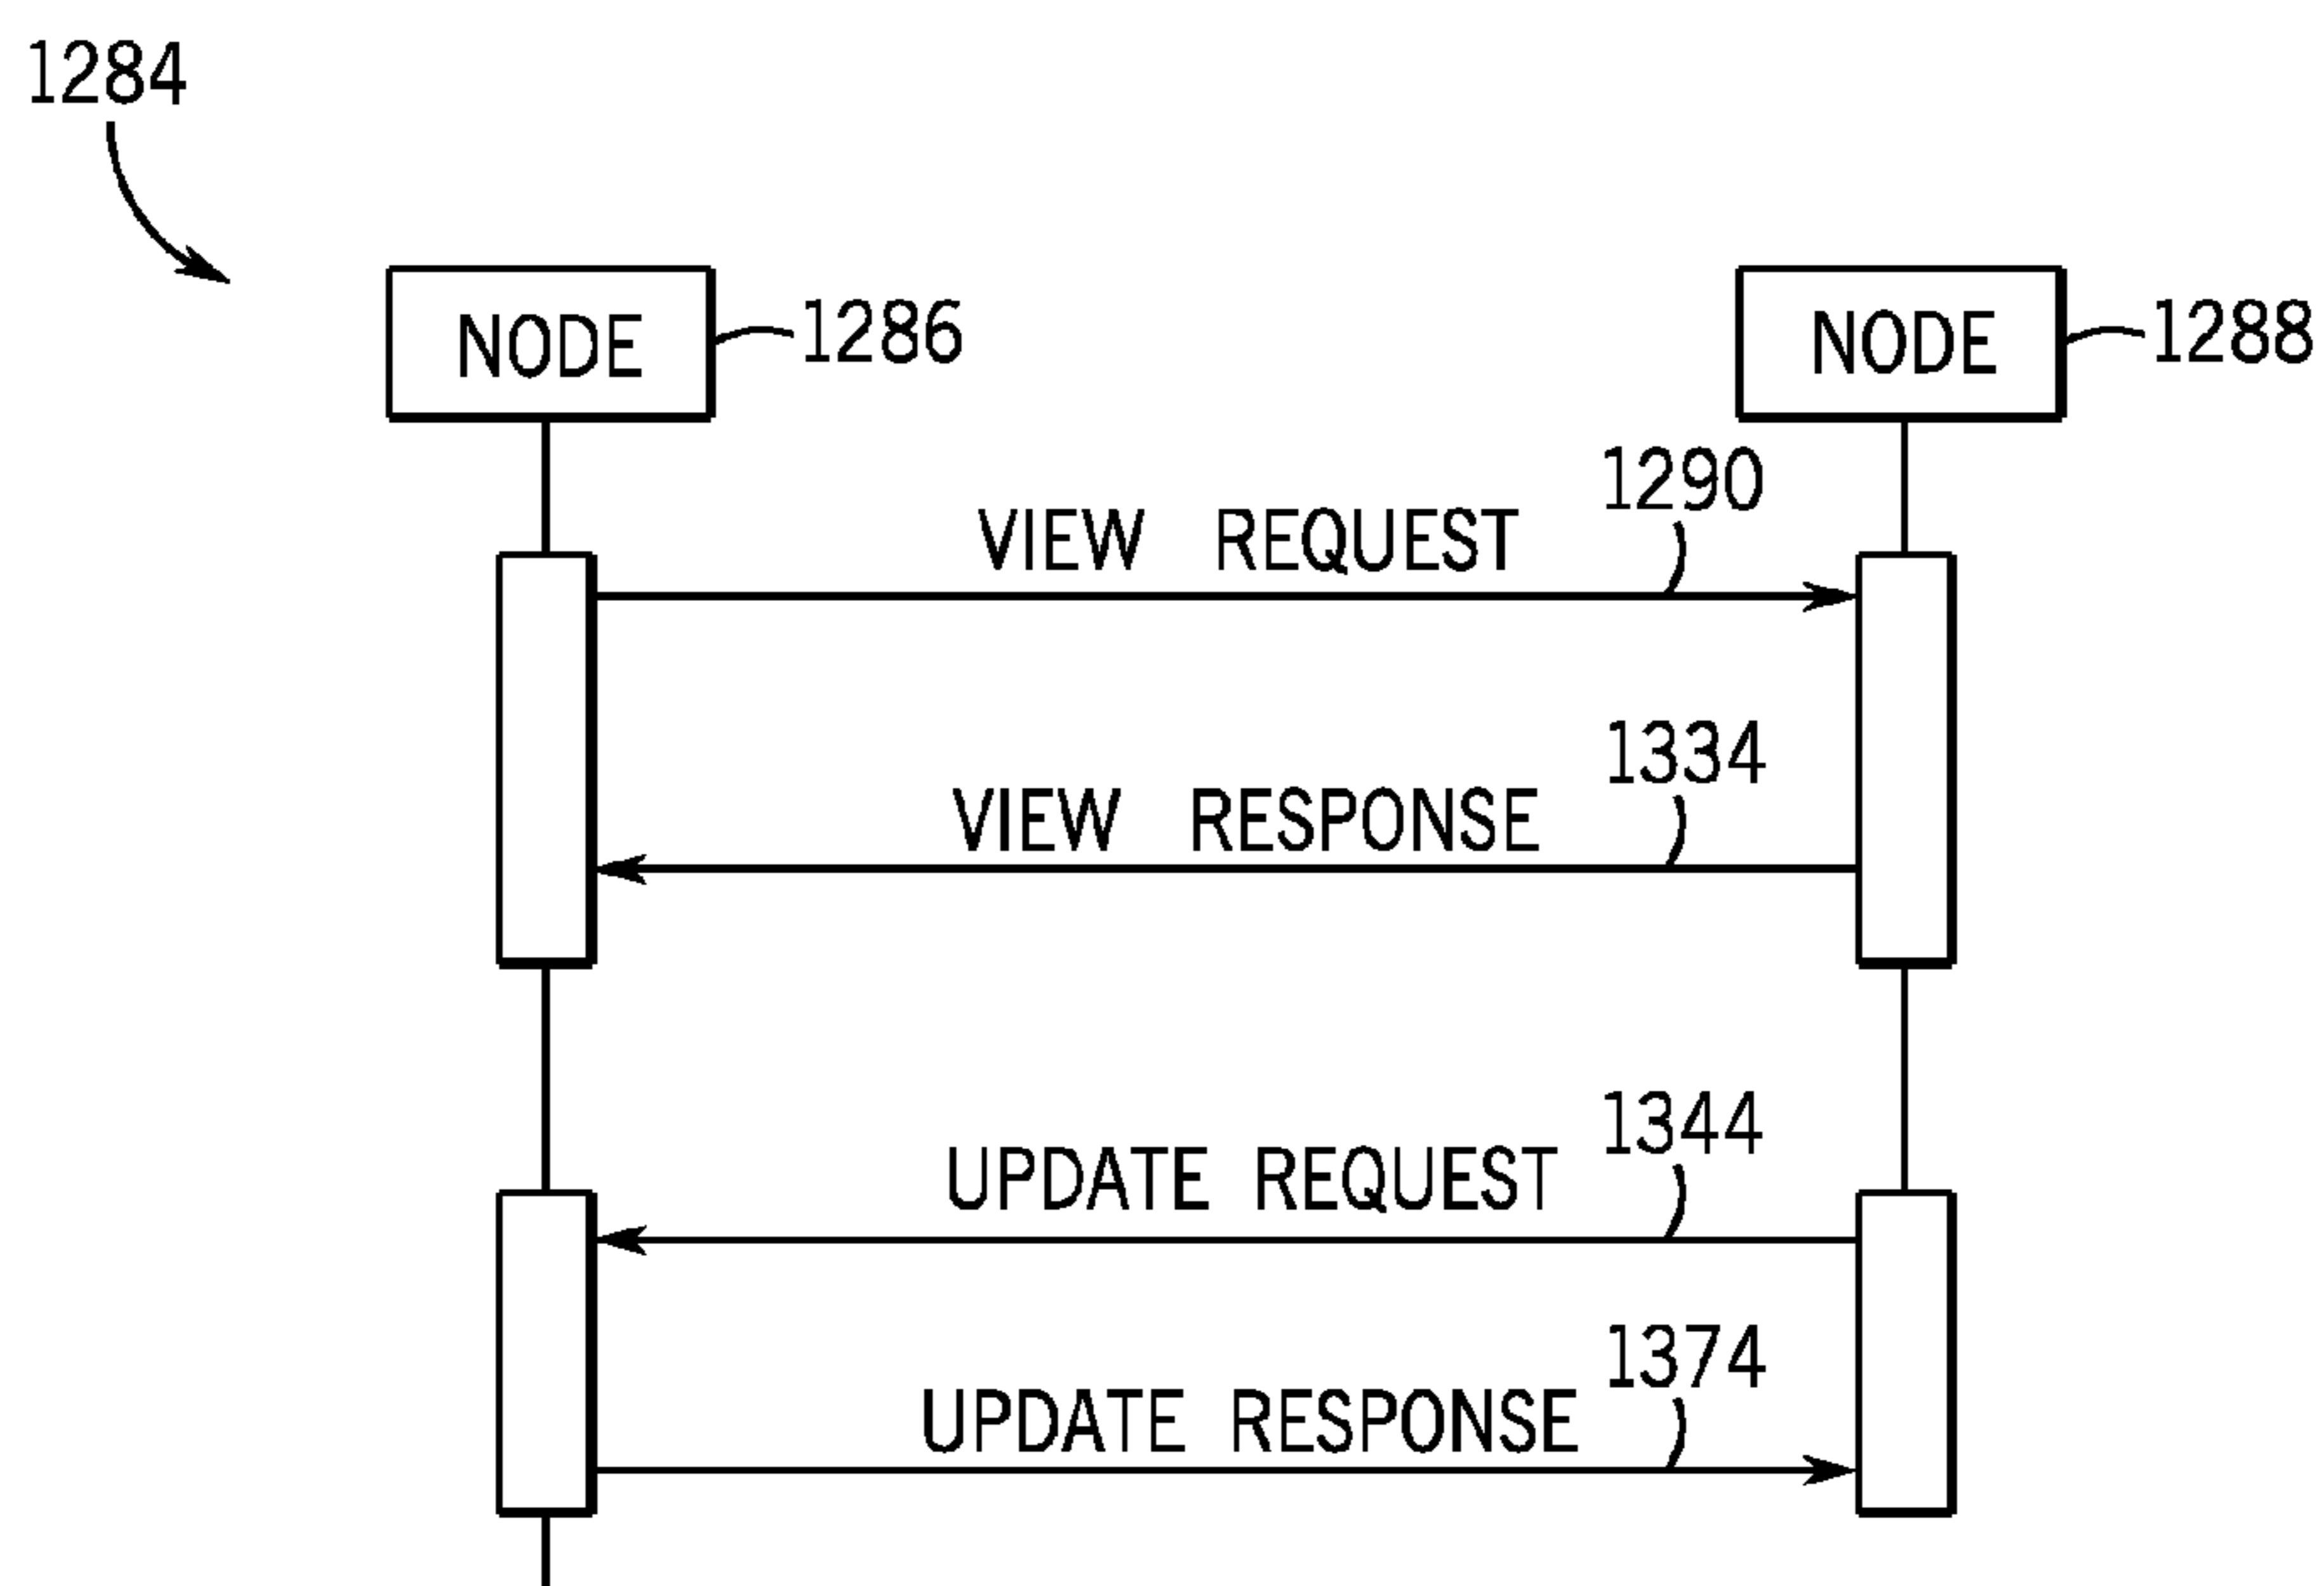 1284
NODE 1286 NODE 1288
1290
VIEW REQUEST
1334
VIEW RESPONSE
1344
UPDATE REQUEST
1374
UPDATE RESPONSE